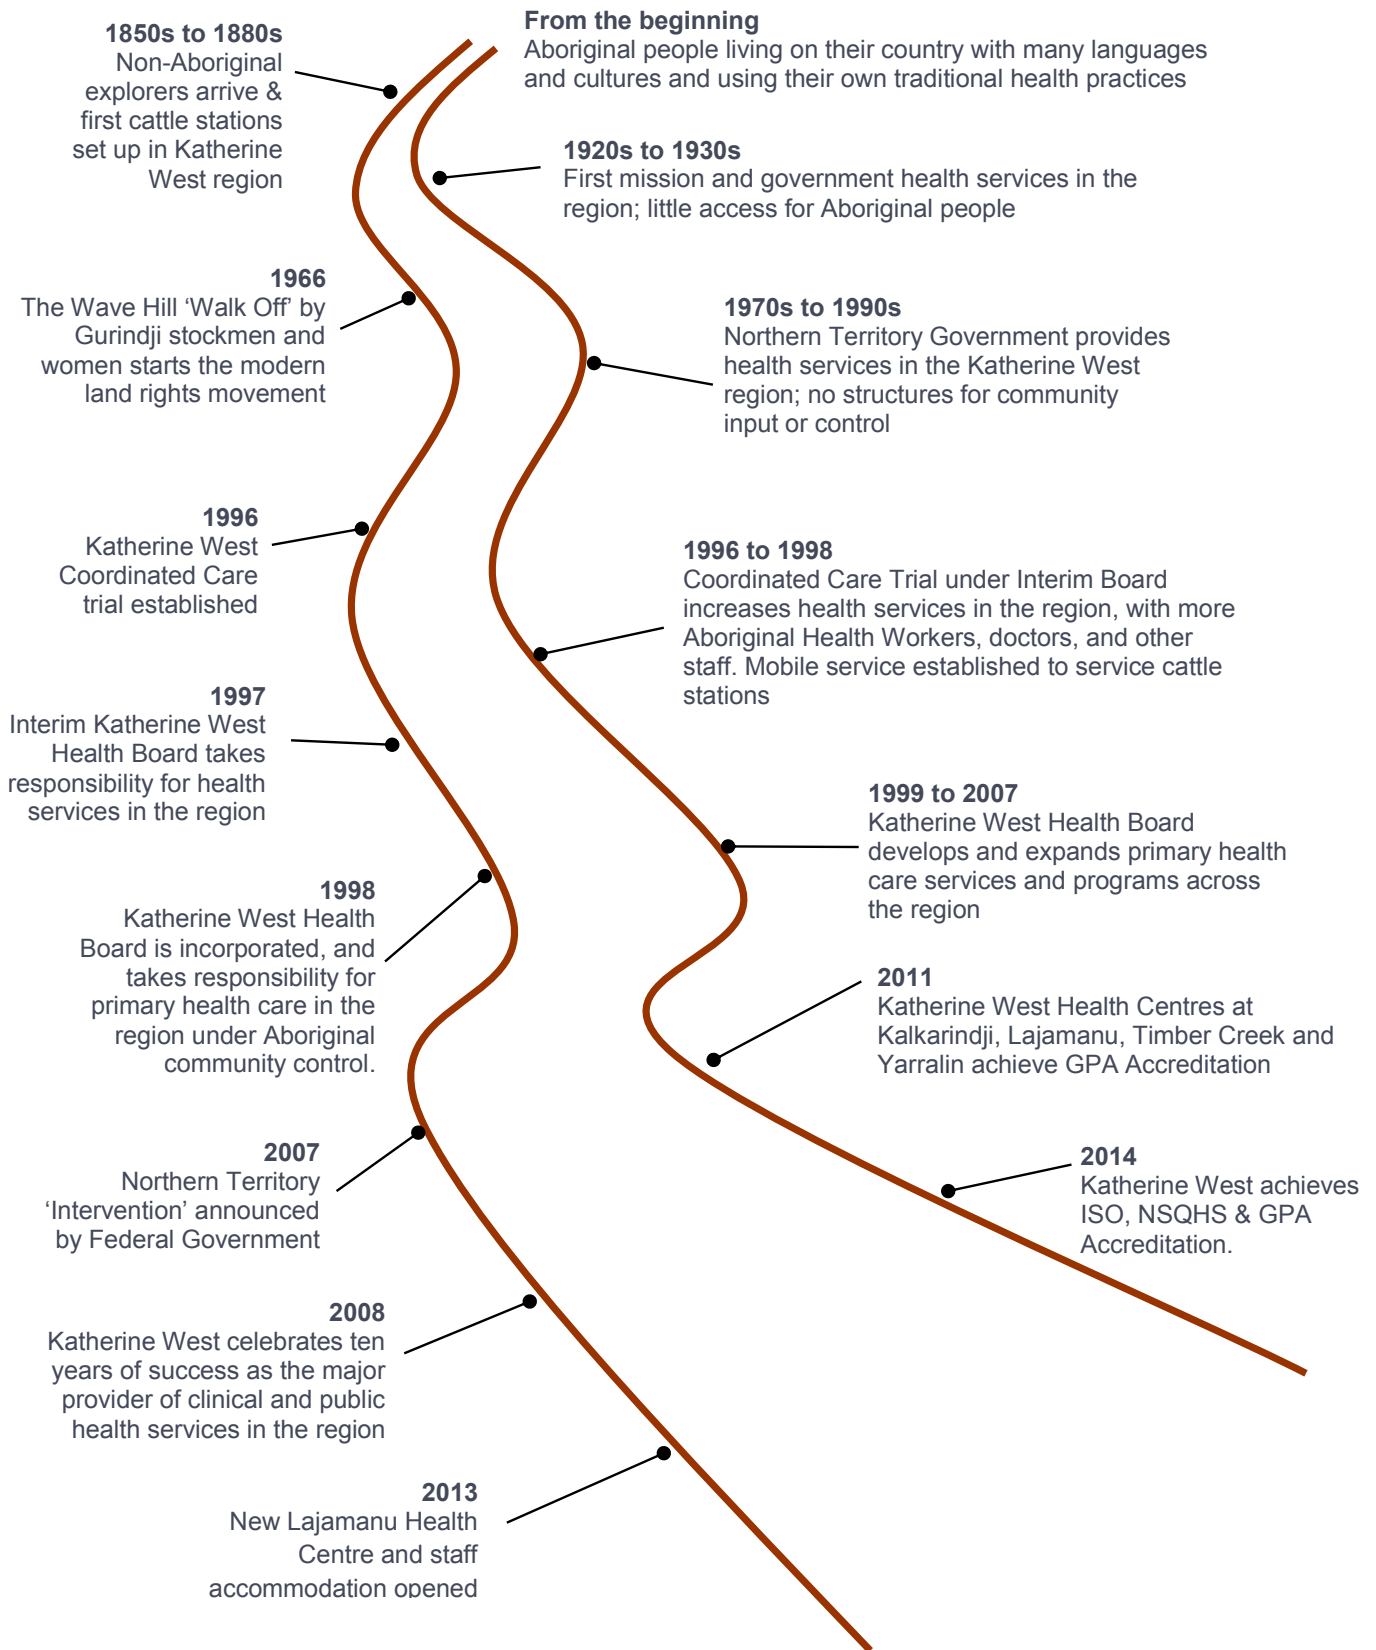 From the beginning
Aboriginal people living on their country with many languages
and cultures and using their own traditional health practices
1850s to 1880s
Non-Aboriginal
explorers arrive &
first cattle stations
set up in Katherine
West region
1920s to 1930s
First mission and government health services in the
region; little access for Aboriginal people
1966
The Wave Hill ‘Walk Off’ by
Gurindji stockmen and
women starts the modern
land rights movement
1970s to 1990s
Northern Territory Government provides
health services in the Katherine West
region; no structures for community
input or control
1996
Katherine West
Coordinated Care
trial established
1996 to 1998
Coordinated Care Trial under Interim Board
increases health services in the region, with more
Aboriginal Health Workers, doctors, and other
staff. Mobile service established to service cattle
stations
1997
Interim Katherine West
Health Board takes
responsibility for health
services in the region
1998
Katherine West Health
Board is incorporated, and
takes responsibility for
primary health care in the
region under Aboriginal
community control.
1999 to 2007
Katherine West Health Board
develops and expands primary health
care services and programs across
the region
2007
Northern Territory
‘Intervention’ announced
by Federal Government
2008
Katherine West celebrates ten
years of success as the major
provider of clinical and public
health services in the region
2011
Katherine West Health Centres at
Kalkarindji, Lajamanu, Timber Creek and
Yarralin achieve GPA Accreditation
2013
New Lajamanu Health
Centre and staff
accommodation opened
2014
Katherine West achieves
ISO, NSQHS & GPA
Accreditation.